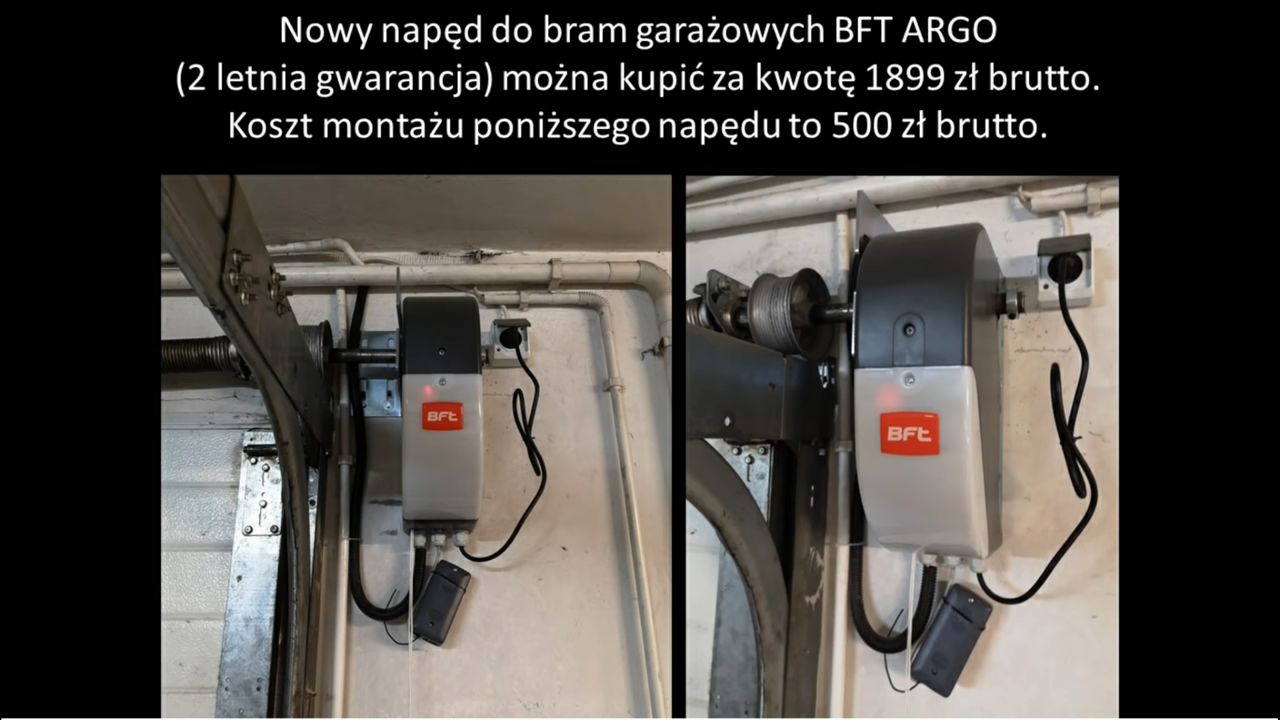 Nowy napęd do bram garażowych BFT ARGO
(2 letnia gwarancja) można kupić za kwotę 1899 zł brutto.
Koszt montażu poniższego napędu to 500 zł brutto.
BFt
BFt